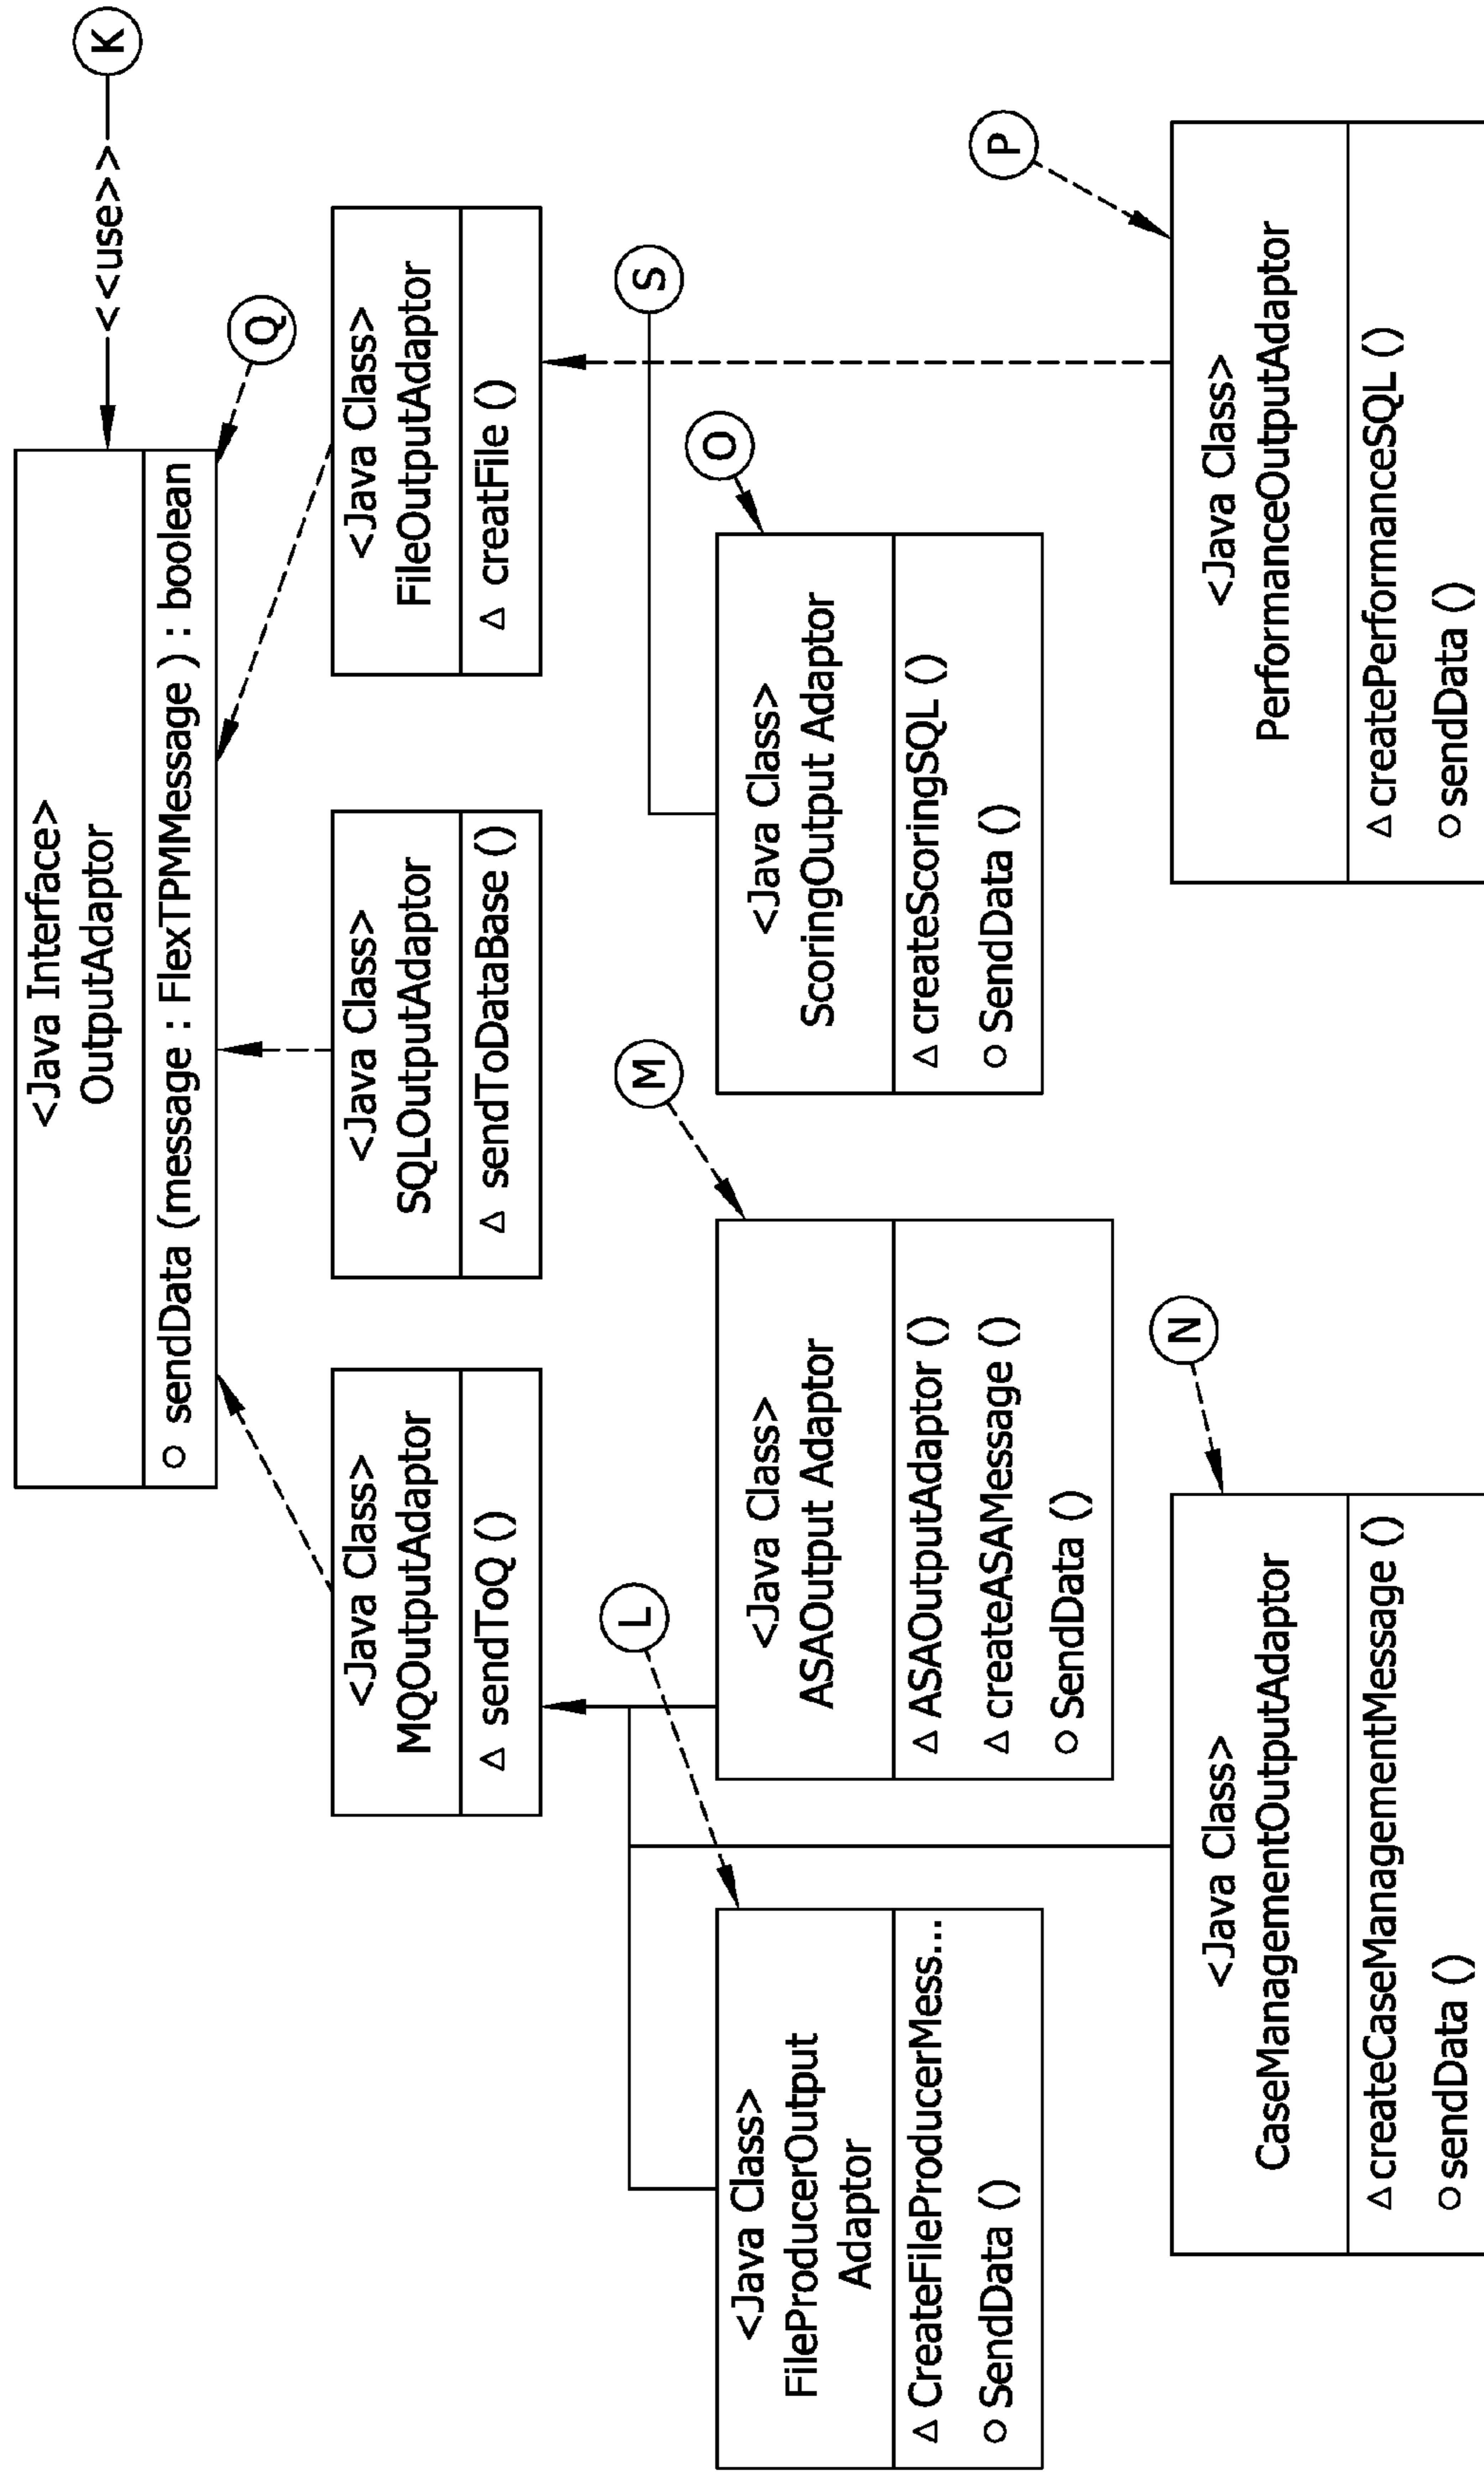 K
<<use>>
<Java Interface>
OutputAdaptor
○ sendData (message : FlexTPMMessage ) : boolean
Q
<Java Class>
MQOutputAdaptor
△ sendToQ ()
<Java Class>
SQLOutputAdaptor
△ sendToDataBase ()
<Java Class>
FileOutputAdaptor
△ creatFile ()
L
M
S
O
P
<Java Class>
FileProducerOutput
Adaptor
△ CreateFileProducerMess...
○ SendData ()
<Java Class>
ASAOutput Adaptor
△ ASAOutputAdaptor ()
△ createASAMessage ()
○ SendData ()
<Java Class>
ScoringOutput Adaptor
△ createScoringSQL ()
○ SendData ()
N
<Java Class>
CaseManagementOutputAdaptor
△ createCaseManagementMessage ()
○ sendData ()
<Java Class>
PerformanceOutputAdaptor
△ createPerformanceSQL ()
○ sendData ()